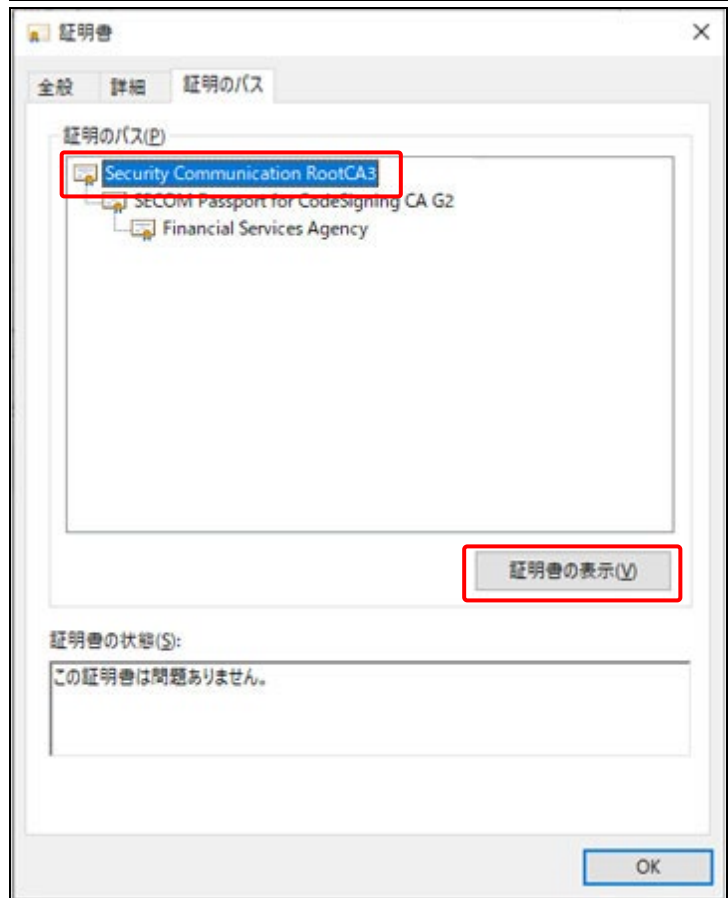 証明書
全般 詳細 証明のパス
証明のパス(P)
Security Communication RootCA3
SECOM Passport for CodeSigning CA G2
Financial Services Agency
証明書の表示(V)
証明書の状態(S):
この証明書は問題ありません。
OK